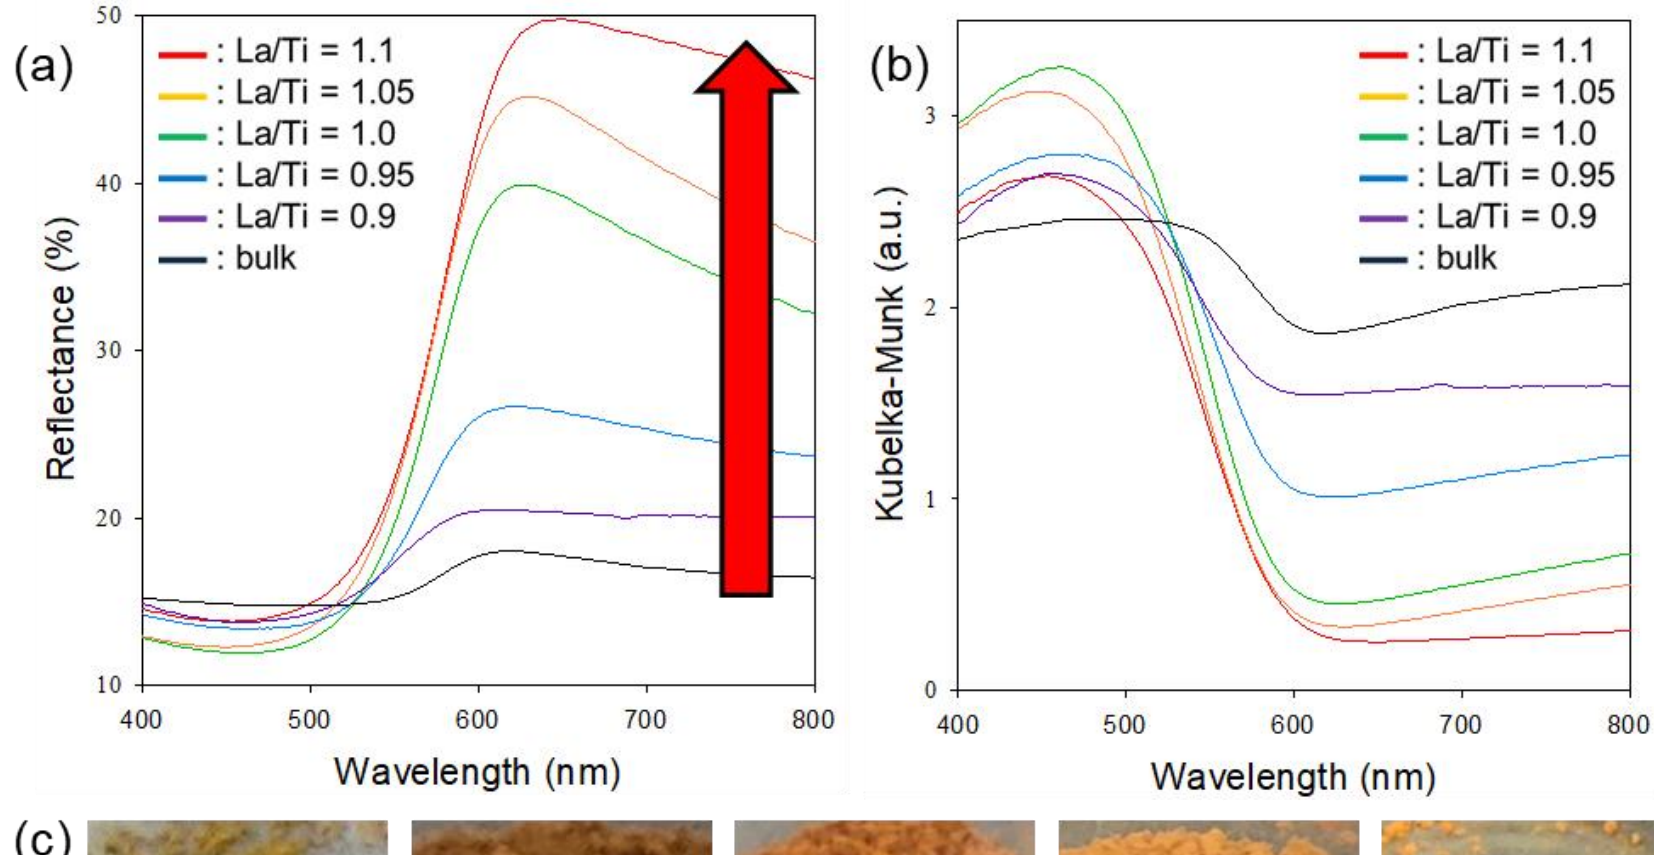 (a)
50
40
30
20
10
Reflectance (%)
: La/Ti = 1.1
: La/Ti = 1.05
: La/Ti = 1.0
: La/Ti = 0.95
: La/Ti = 0.9
: bulk
400 500 600 700 800
Wavelength (nm)
(b)
3
2
1
0
Kubelka-Munk (a.u.)
: La/Ti = 1.1
: La/Ti = 1.05
: La/Ti = 1.0
: La/Ti = 0.95
: La/Ti = 0.9
: bulk
400 500 600 700 800
Wavelength (nm)
(c)